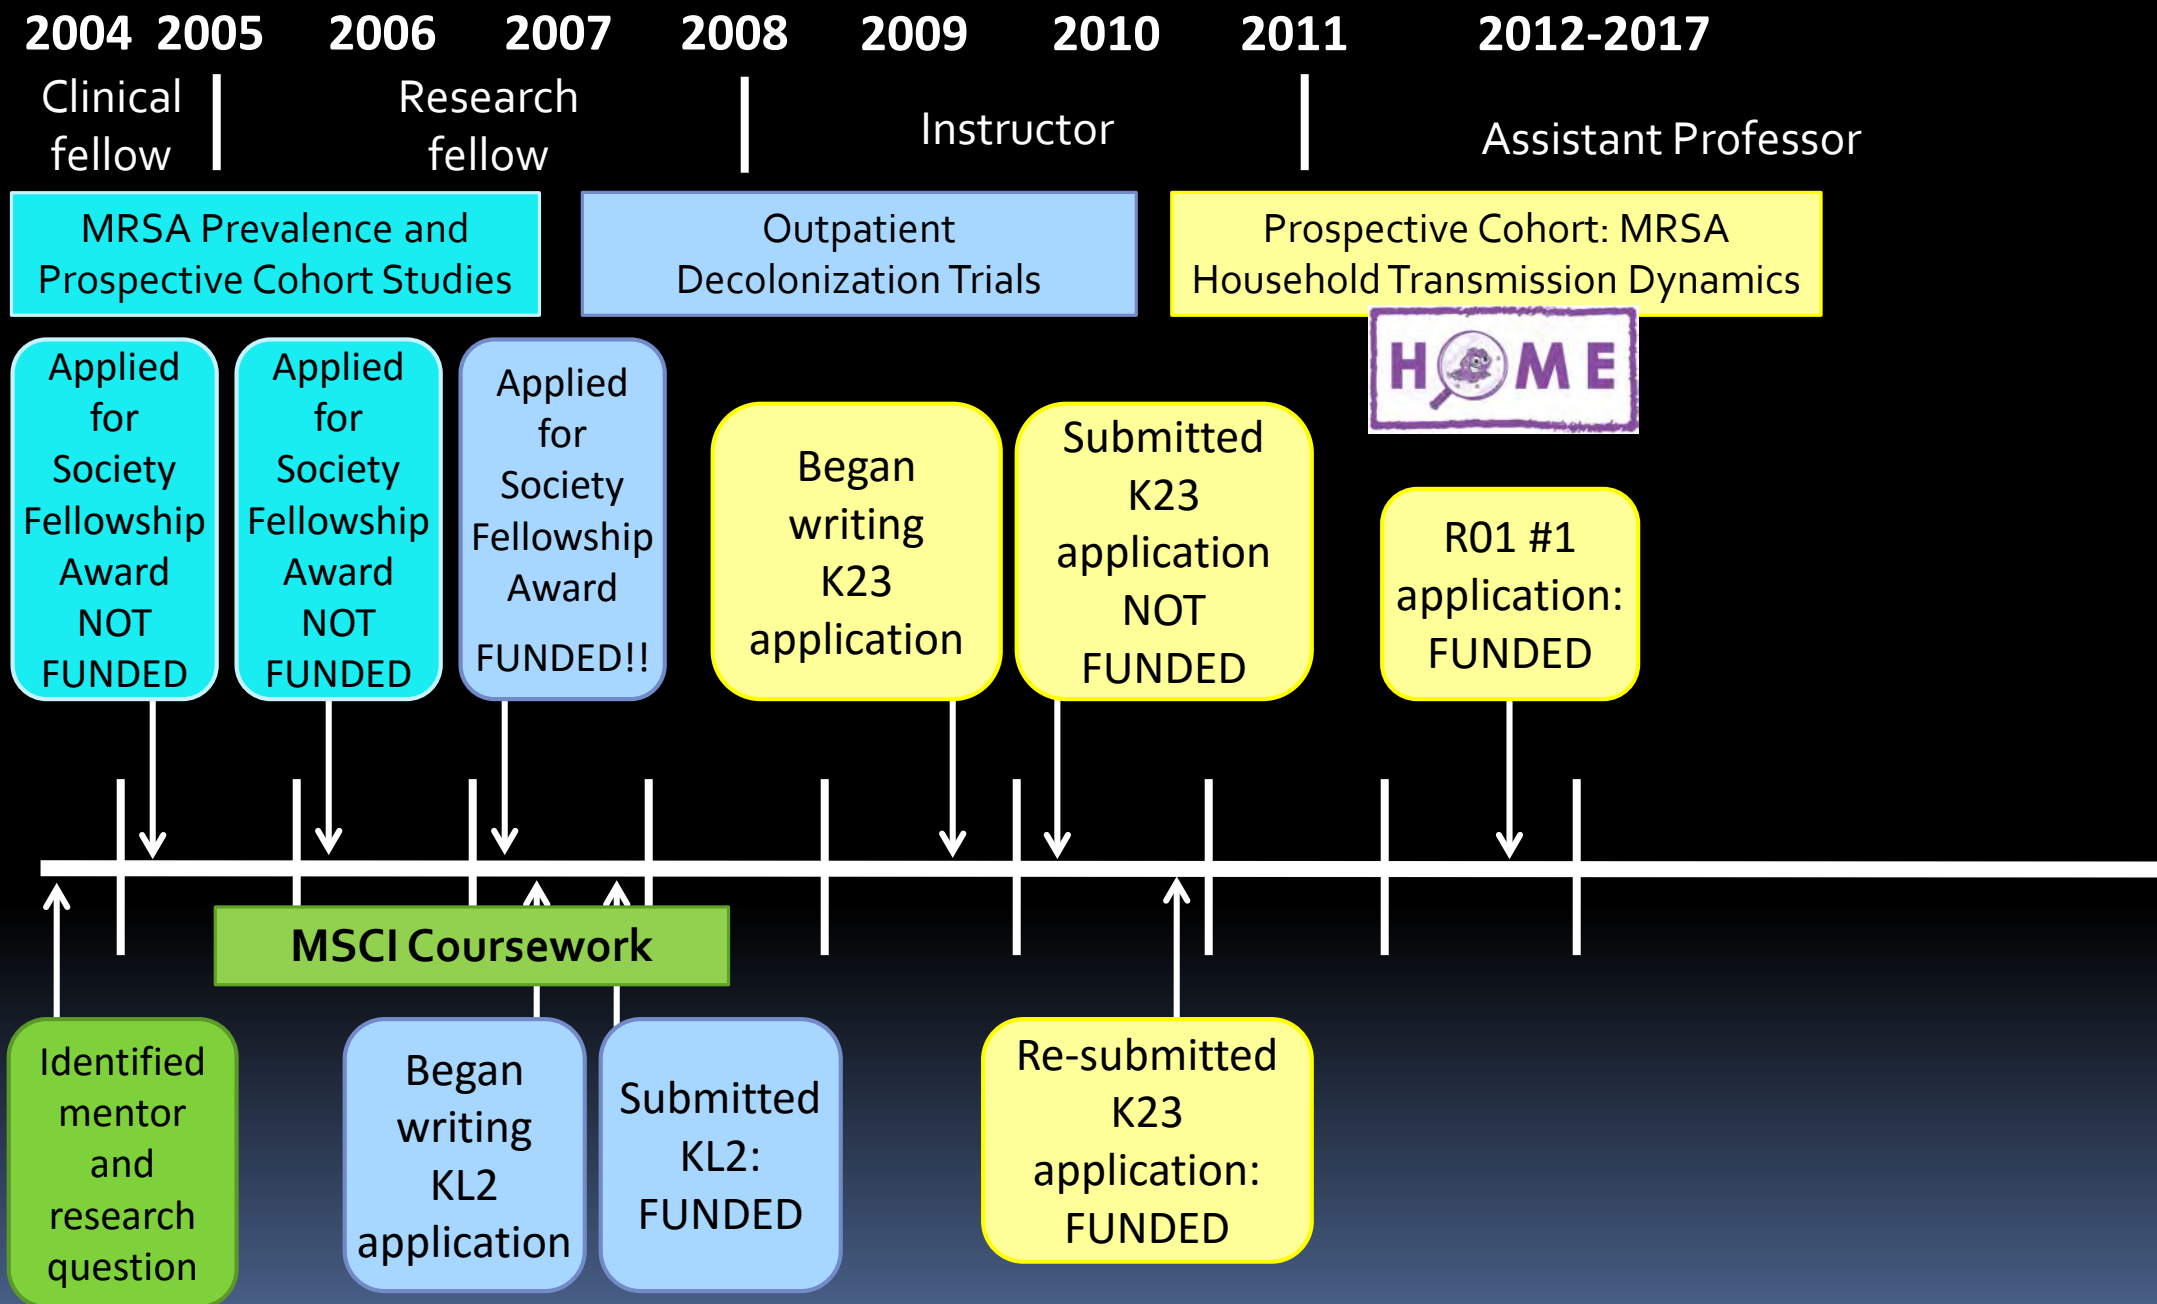 2004 2005 2006 2007 2008 2009 2010 2011 2012-2017
Clinical
fellow
Research
fellow
Instructor
Assistant Professor
MRSA Prevalence and
Prospective Cohort Studies
Outpatient
Decolonization Trials
Prospective Cohort: MRSA
Household Transmission Dynamics
HOME
Applied
for
Society
Fellowship
Award
NOT
FUNDED
Applied
for
Society
Fellowship
Award
NOT
FUNDED
Applied
for
Society
Fellowship
Award
FUNDED!!
Began
writing
K23
application
Submitted
K23
application
NOT
FUNDED
R01 #1
application:
FUNDED
MSCI Coursework
Identified
mentor
and
research
question
Began
writing
KL2
application
Submitted
KL2:
FUNDED
Re-submitted
K23
application:
FUNDED